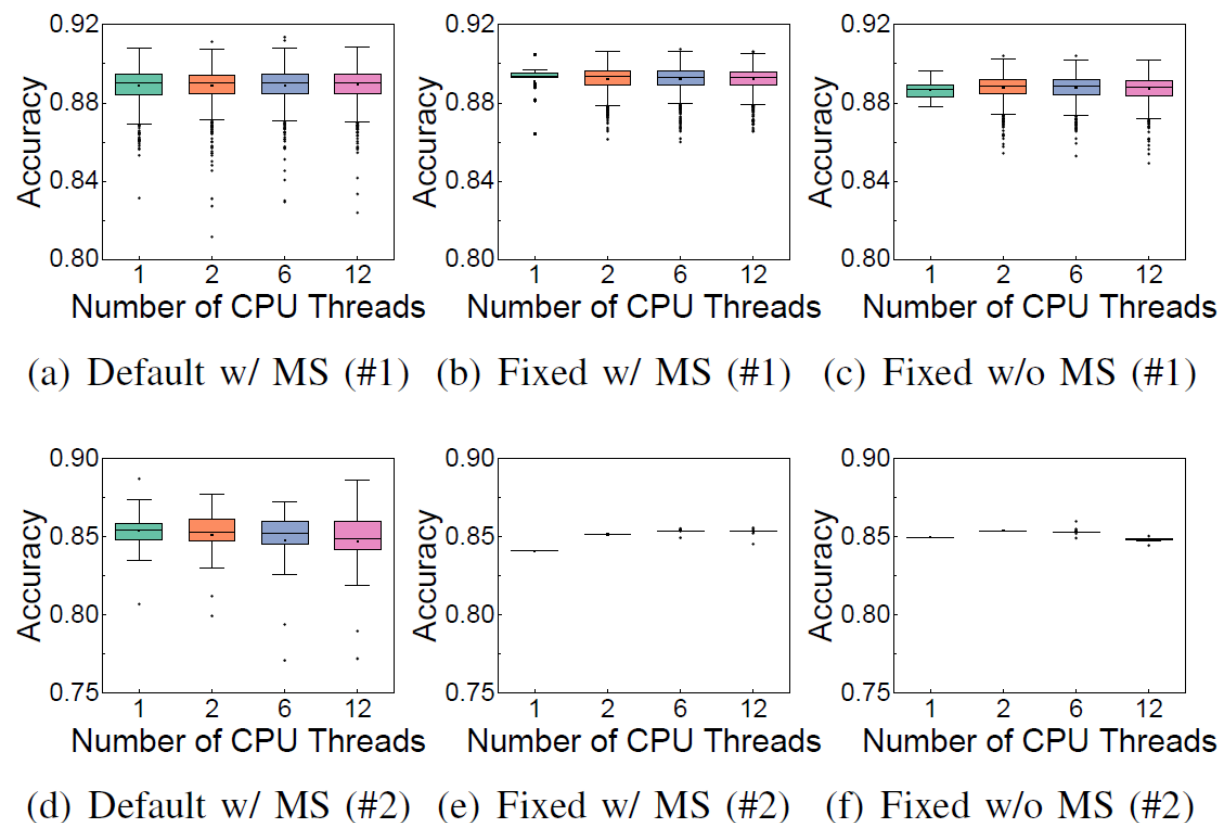 0.92
0.88
0.84
0.80
Accuracy
1 2 6 12
Number of CPU Threads
(a) Default w/ MS (#1)
0.92
0.88
0.84
0.80
Accuracy
1 2 6 12
Number of CPU Threads
(b) Fixed w/ MS (#1)
0.92
0.88
0.84
0.80
Accuracy
1 2 6 12
Number of CPU Threads
(c) Fixed w/o MS (#1)
0.90
0.85
0.80
0.75
Accuracy
1 2 6 12
Number of CPU Threads
(d) Default w/ MS (#2)
0.90
0.85
0.80
0.75
Accuracy
1 2 6 12
Number of CPU Threads
(e) Fixed w/ MS (#2)
0.90
0.85
0.80
0.75
Accuracy
1 2 6 12
Number of CPU Threads
(f) Fixed w/o MS (#2)